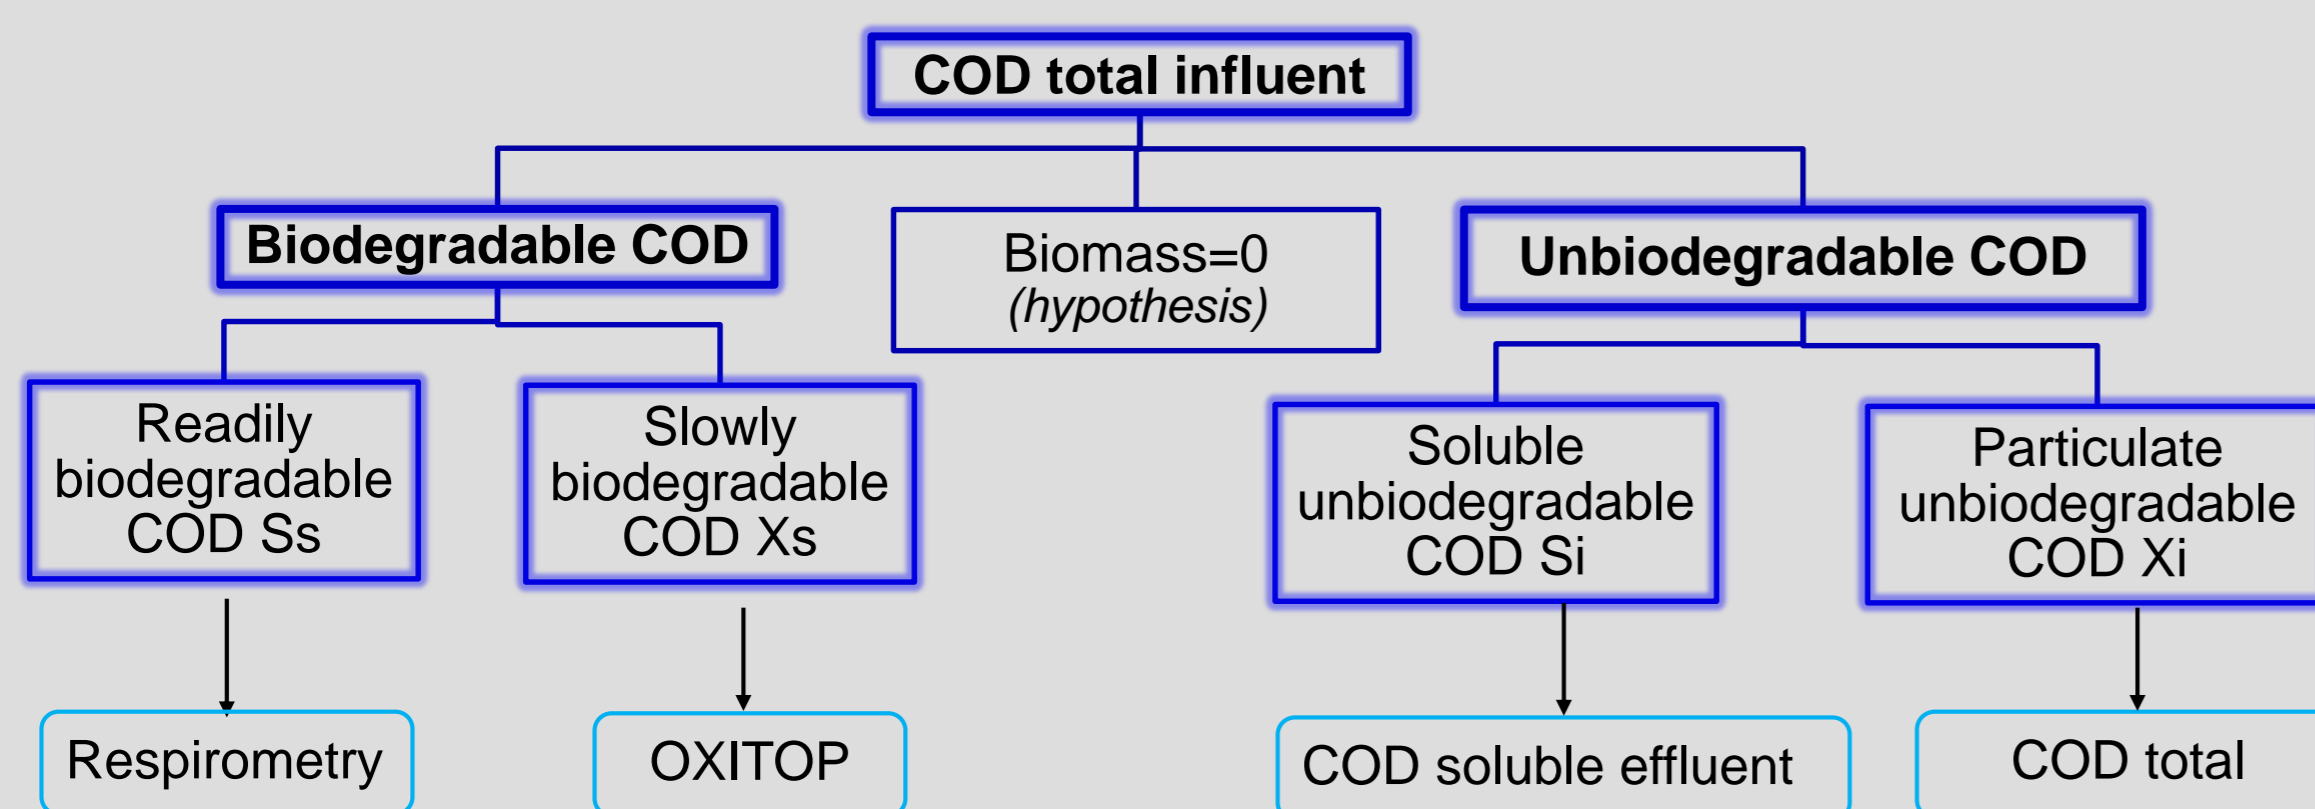 COD total influent
Biodegradable COD
Biomass=0
(hypothesis)
Unbiodegradable COD
Readily
biodegradable
COD Ss
Slowly
biodegradable
COD Xs
Soluble
unbiodegradable
COD Si
Particulate
unbiodegradable
COD Xi
Respirometry
OXITOP
COD soluble effluent
COD total